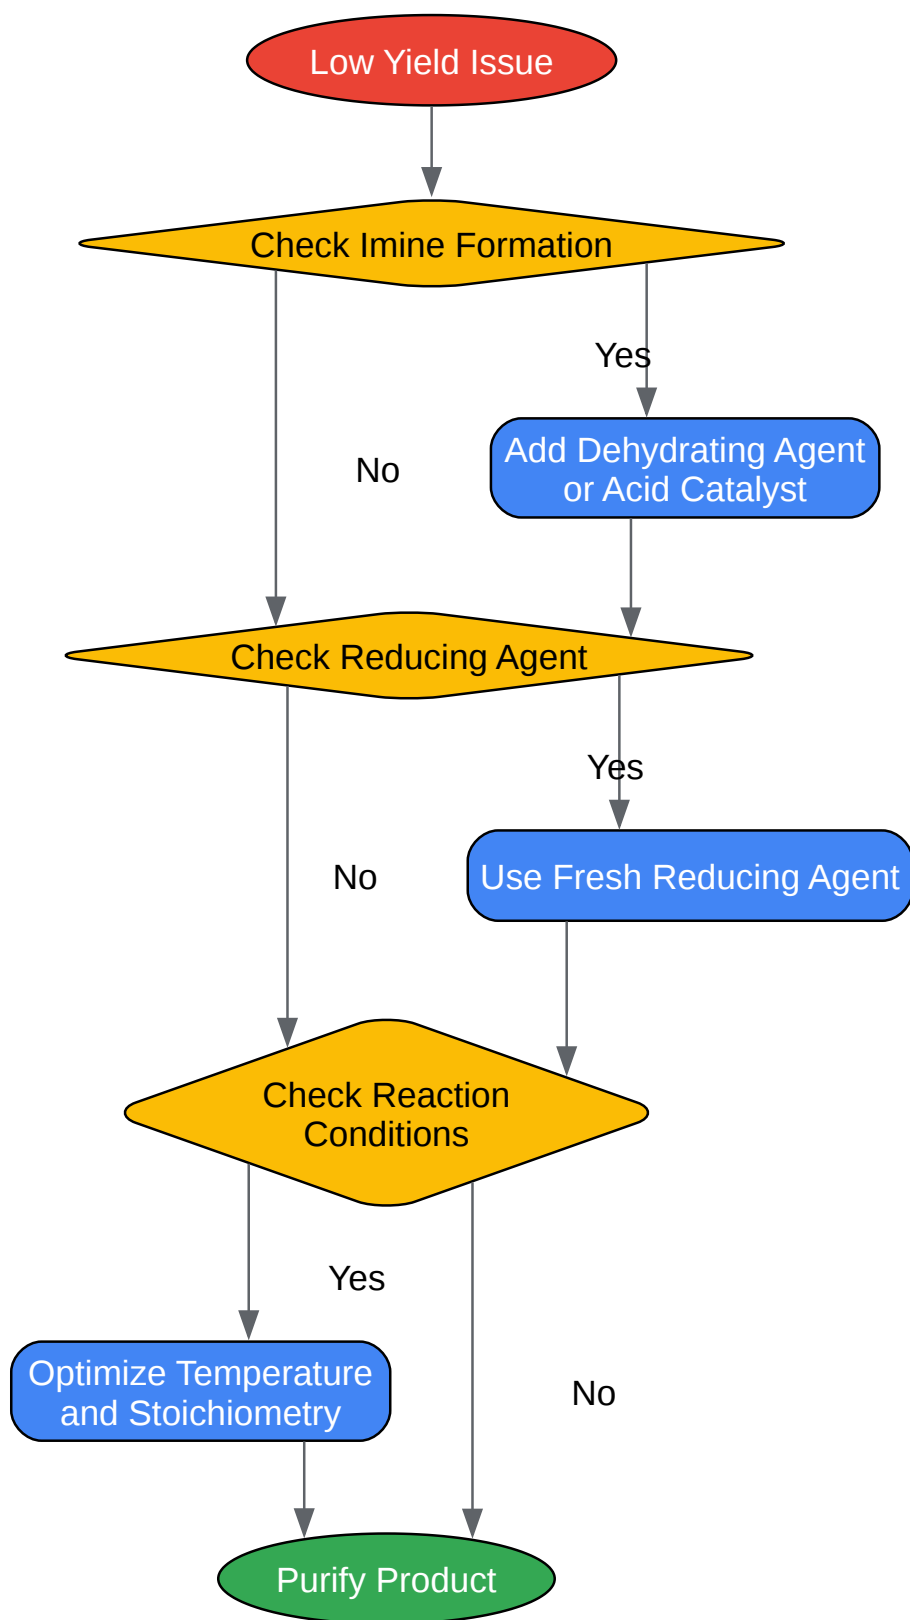 Low Yield Issue
Check Imine Formation
Yes
Add Dehydrating Agent
or Acid Catalyst
No
Check Reducing Agent
Yes
Use Fresh Reducing Agent
No
Check Reaction
Conditions
Yes
Optimize Temperature
and Stoichiometry
No
Purify Product